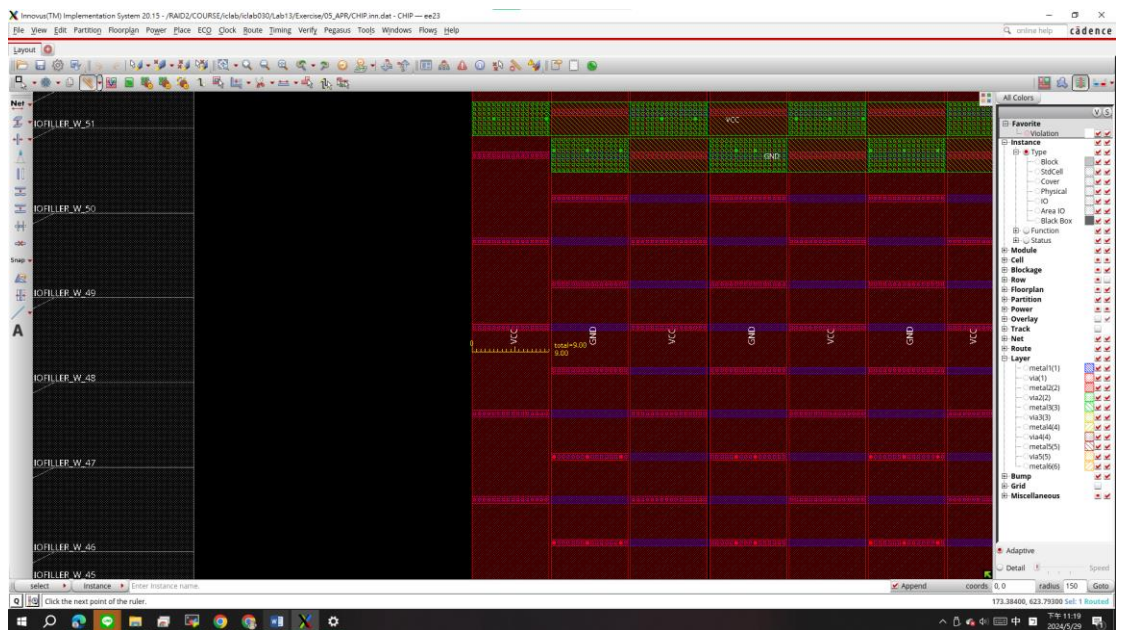 Innovus(TM) Implementation System 20.15 - /RAID2/COURSE/iclab/iclab030/Lab13/Exercise/05_APR/CHIP.inn.dat - CHIP — ee23
File View Edit Partition Floorplan Power Place ECO Clock Route Timing Verify Pegasus Tools Windows Flows Help
online help
cādence
Layout
Net
Snap
A
IOFILLER_W_51
IOFILLER_W_50
IOFILLER_W_49
IOFILLER_W_48
IOFILLER_W_47
IOFILLER_W_46
IOFILLER_W_45
VCC
GND
VCC
GND
VCC
GND
VCC
GND
VCC
0
total=9.00
9.00
All Colors
V S
Favorite
Violation
Instance
Type
Block
StdCell
Cover
Physical
IO
Area IO
Black Box
Function
Status
Module
Cell
Blockage
Row
Floorplan
Partition
Power
Overlay
Track
Net
Route
Layer
metal1(1)
via(1)
metal2(2)
via2(2)
metal3(3)
via3(3)
metal4(4)
via4(4)
metal5(5)
via5(5)
metal6(6)
Bump
Grid
Miscellaneous
Adaptive
Detail
Speed
select Instance Enter Instance name.
Append coords 0,0 radius 150 Goto
Q Click the next point of the ruler.
173.38400, 623.79300 Sel: 1 Routed
中
下午 11:19
2024/5/29